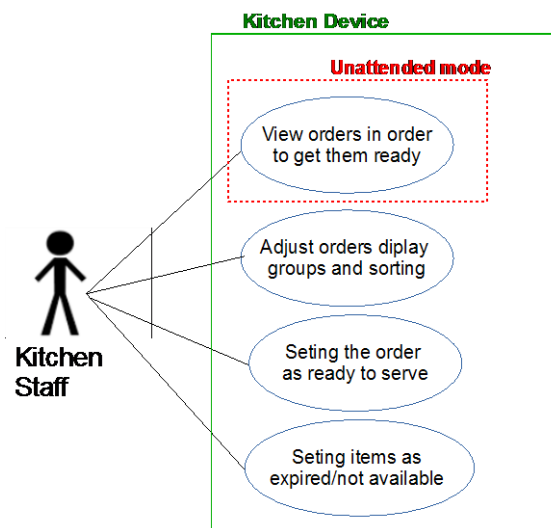 Kitchen Device
Unattended mode
View orders in order
to get them ready
Adjust orders diplay
groups and sorting
Kitchen
Staff
Seting the order
as ready to serve
Seting items as
expired/not available